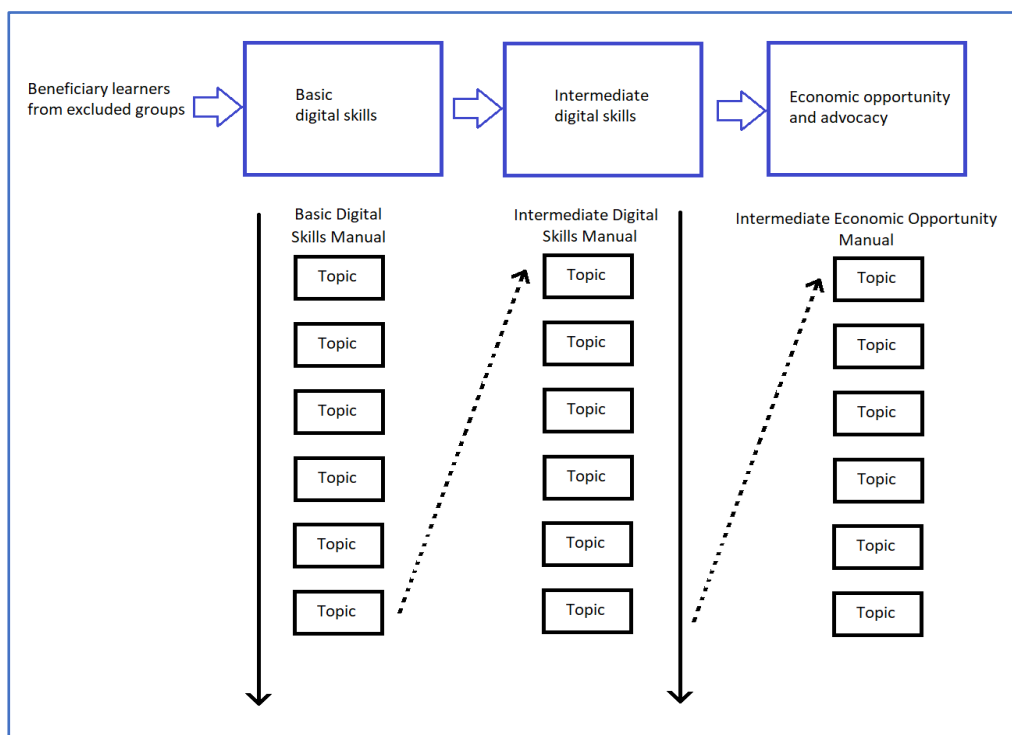 Beneficiary learners
from excluded groups
Basic
digital skills
Intermediate
digital skills
Economic opportunity
and advocacy
Basic Digital
Skills Manual
Topic
Topic
Topic
Topic
Topic
Topic
Intermediate Digital
Skills Manual
Topic
Topic
Topic
Topic
Topic
Topic
Intermediate Economic Opportunity
Manual
Topic
Topic
Topic
Topic
Topic
Topic